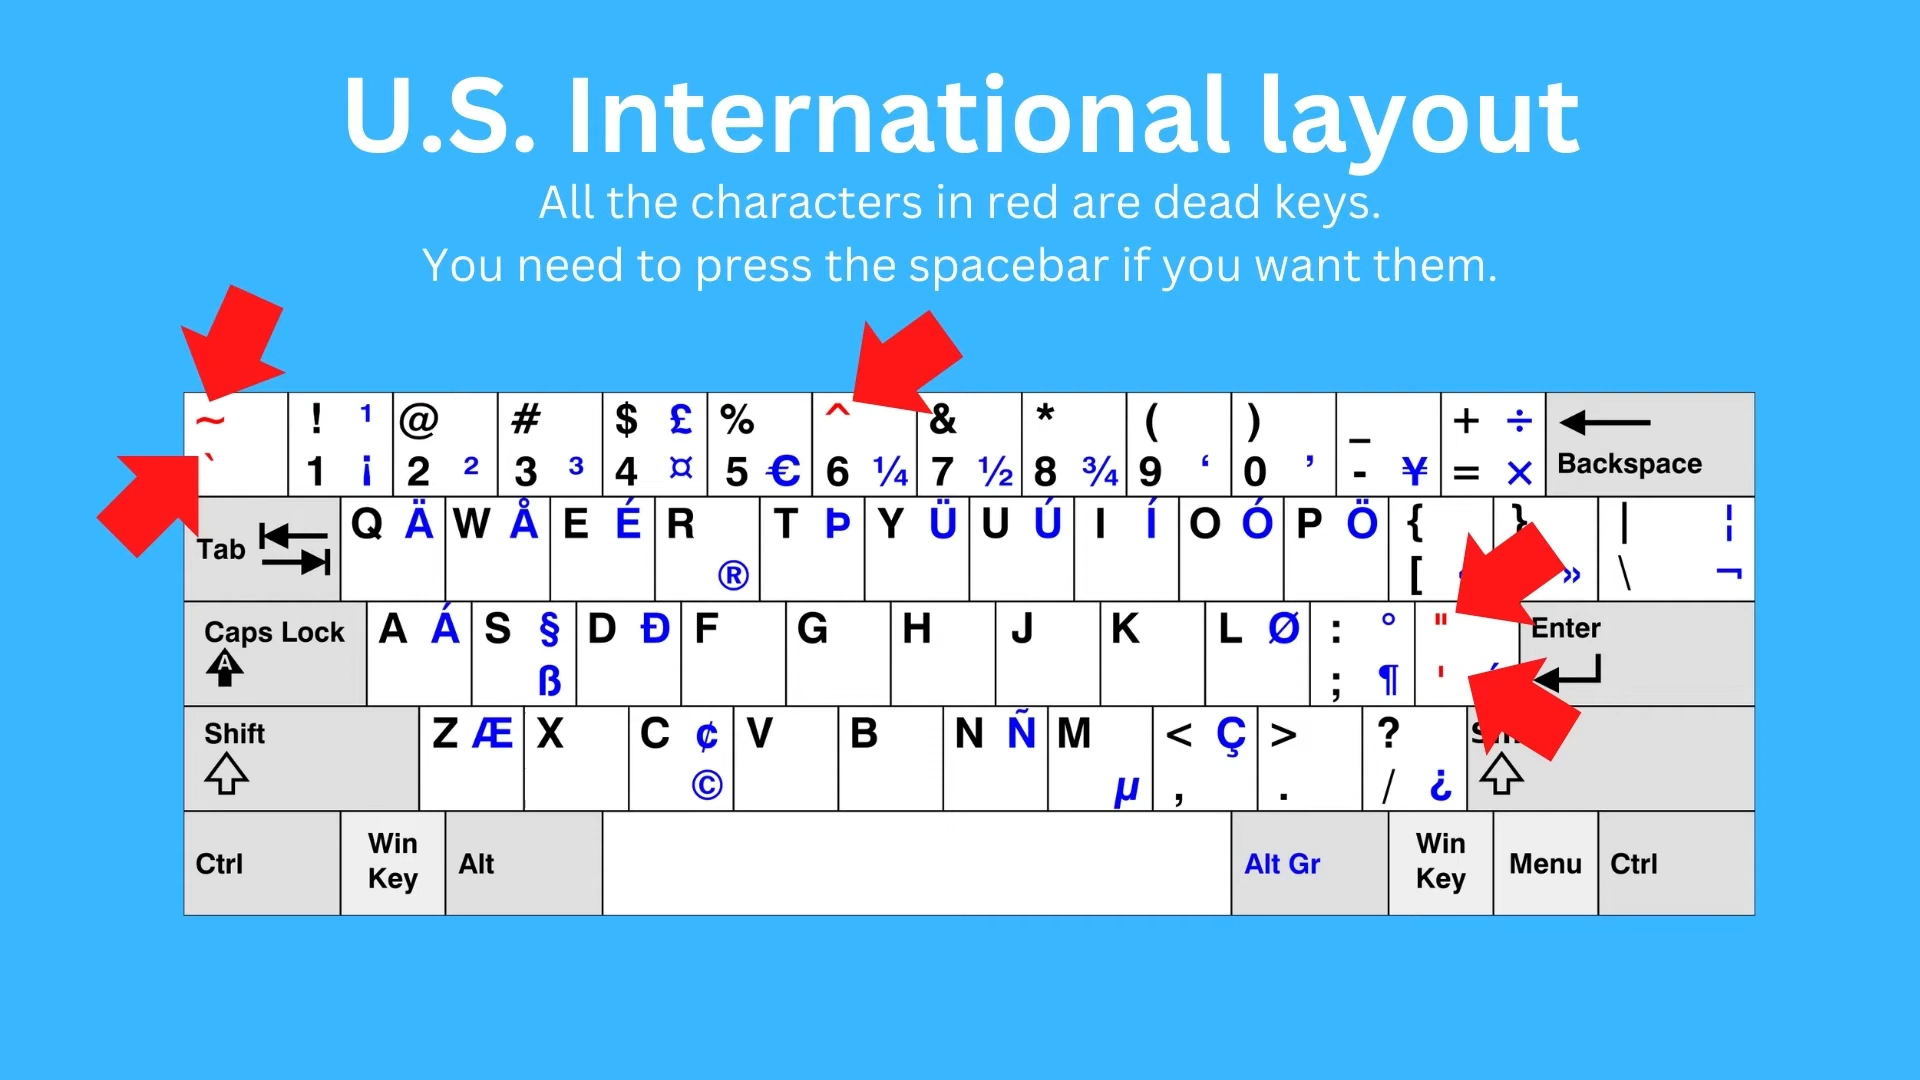 U.S. International layout
All the characters in red are dead keys.
You need to press the spacebar if you want them.
~ ! ¹ @ # $ £ % ^ & * ( ) _ + ÷
` 1 ¡ 2 ² 3 ³ 4 ¤ 5 € 6 ¼ 7 ½ 8 ¾ 9 ‘ 0 ’ - ¥ = × Backspace
Tab Q Ä W Å E É R T Þ Y Ü U Ú I Í O Ó P Ö { } | ¦
® [ » \ ¬
Caps Lock A Á S § D Ð F G H J K L Ø : ° " Enter
A ß ; ¶ '
Shift Z Æ X C ¢ V B N Ñ M < Ç > ?
© µ , . / ¿
Ctrl Win Key Alt Alt Gr Win Key Menu Ctrl